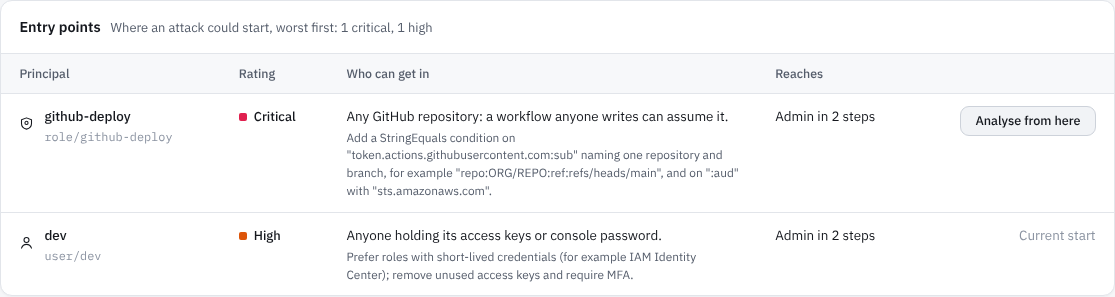 Entry points Where an attack could start, worst first: 1 critical, 1 high
Principal Rating Who can get in Reaches
github-deploy Critical Any GitHub repository: a workflow anyone writes can assume it. Admin in 2 steps Analyse from here
role/github-deploy Add a StringEquals condition on
"token.actions.githubusercontent.com:sub" naming one repository and
branch, for example "repo:ORG/REPO:ref:refs/heads/main", and on ":aud"
with "sts.amazonaws.com".
dev High Anyone holding its access keys or console password. Admin in 2 steps Current start
user/dev Prefer roles with short-lived credentials (for example IAM Identity
Center); remove unused access keys and require MFA.